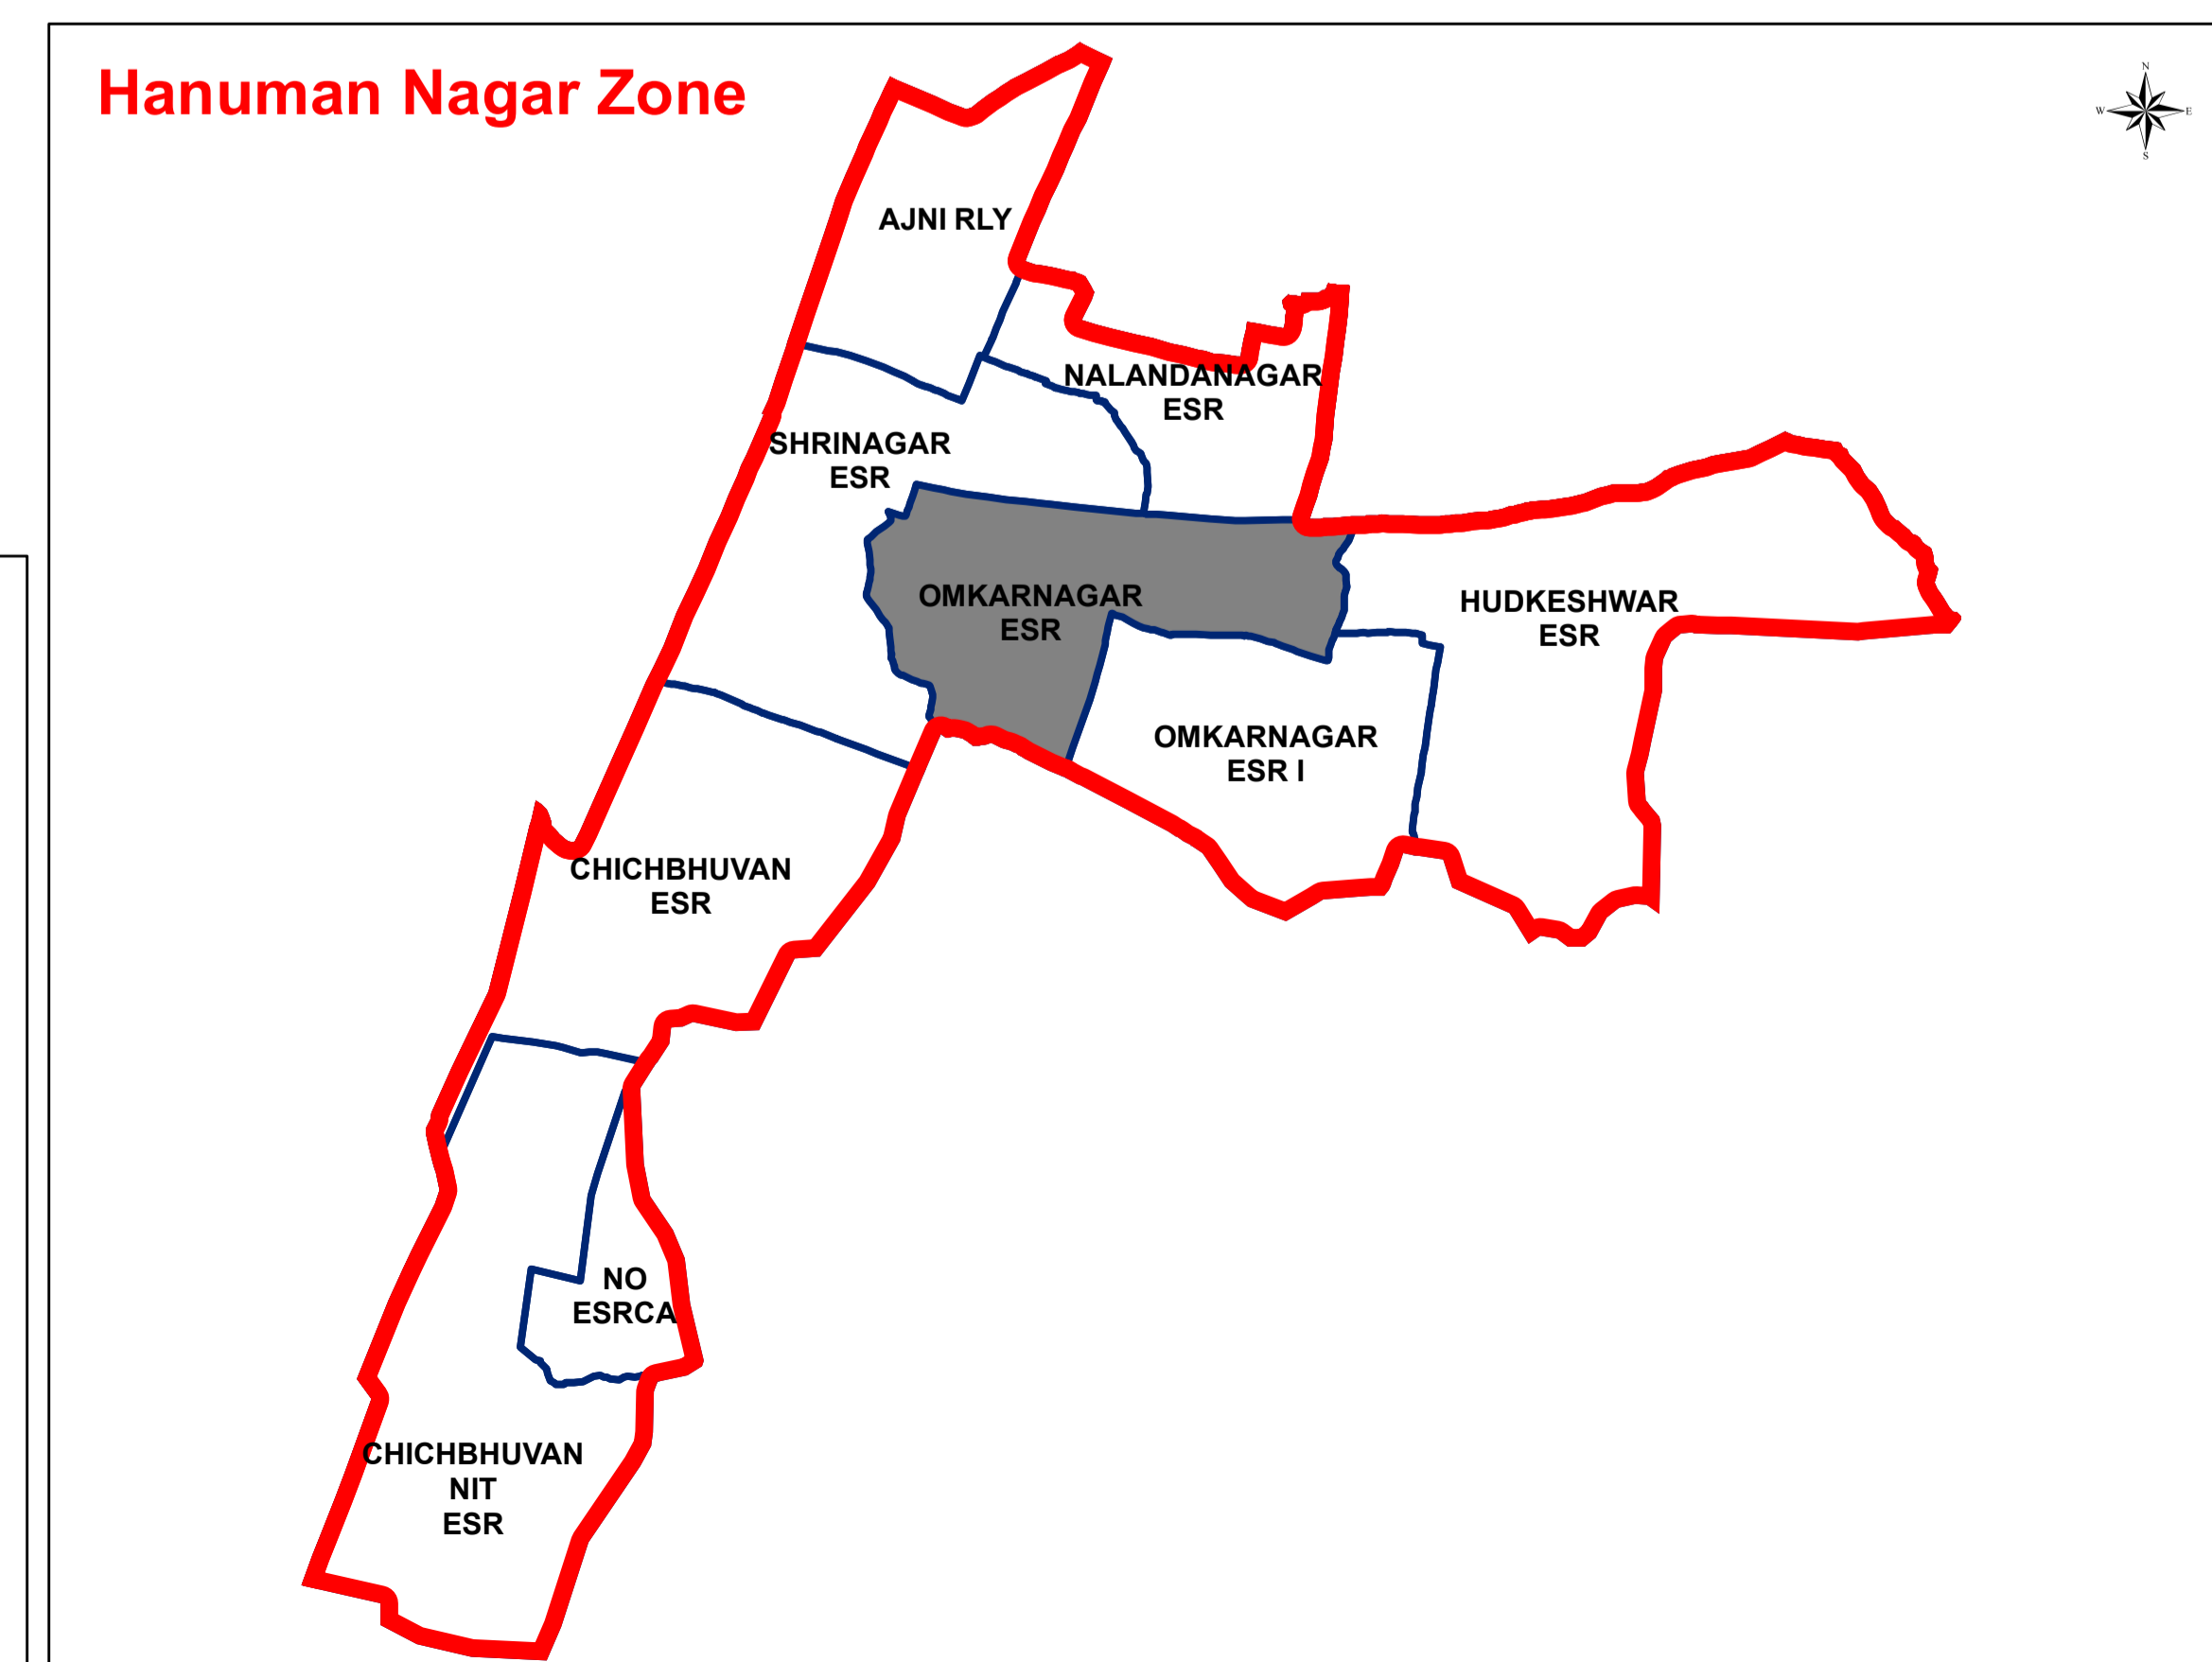 Hanuman Nagar Zone
N
W
E
S
AJNI RLY
NALANDANAGAR
ESR
SHRINAGAR
ESR
OMKARNAGAR
ESR
HUDKESHWAR
ESR
OMKARNAGAR
ESR I
CHICHBHUVAN
ESR
NO
ESRCA
CHICHBHUVAN
NIT
ESR